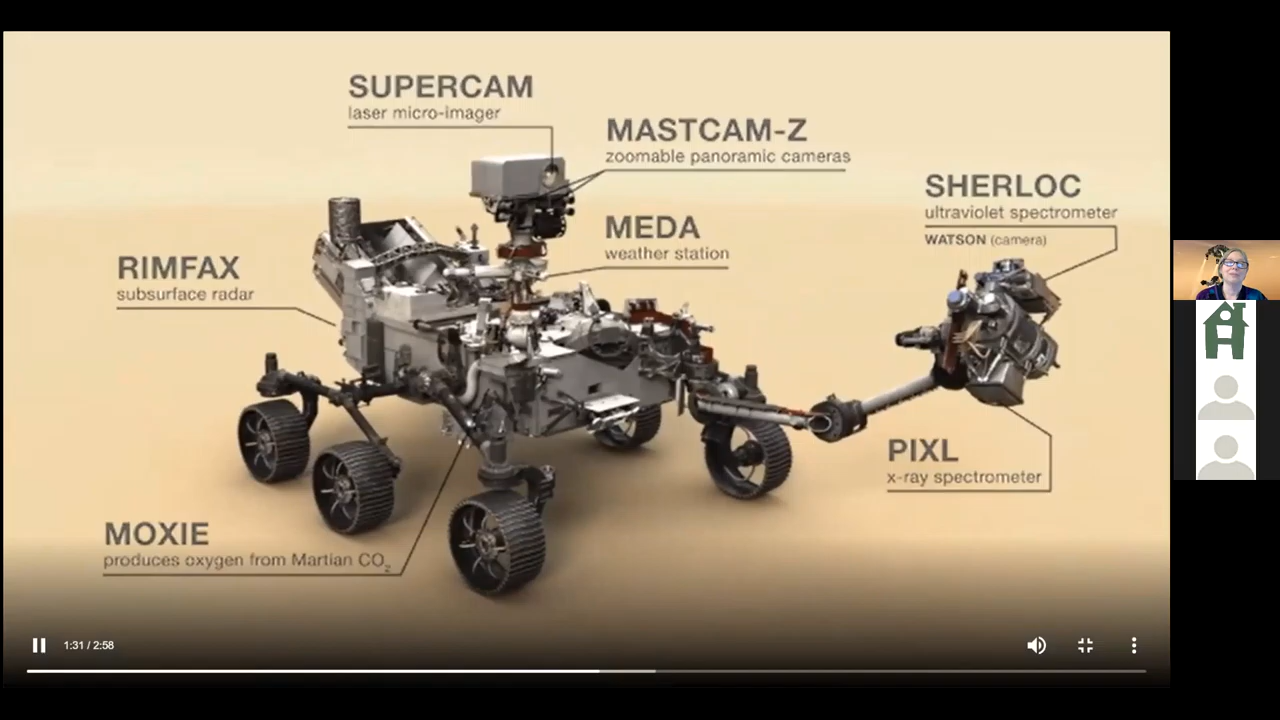 SUPERCAM
laser micro-imager
MASTCAM-Z
zoomable panoramic cameras
SHERLOC
ultraviolet spectrometer
WATSON (camera)
MEDA
weather station
RIMFAX
subsurface radar
PIXL
x-ray spectrometer
MOXIE
produces oxygen from Martian CO₂
1:31 / 2:58